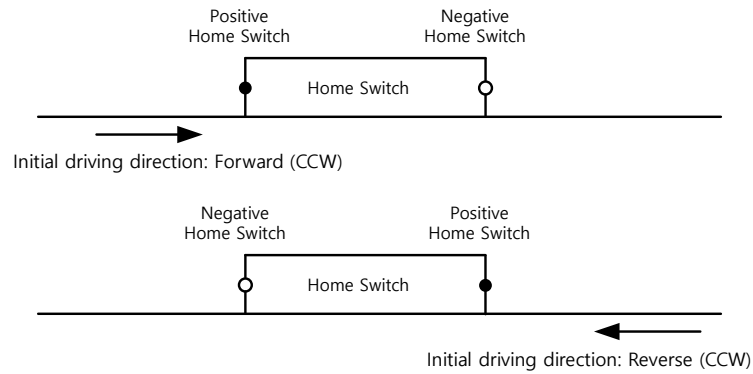 Positive
Home Switch
Negative
Home Switch
Home Switch
Initial driving direction: Forward (CCW)
Negative
Home Switch
Positive
Home Switch
Home Switch
Initial driving direction: Reverse (CCW)